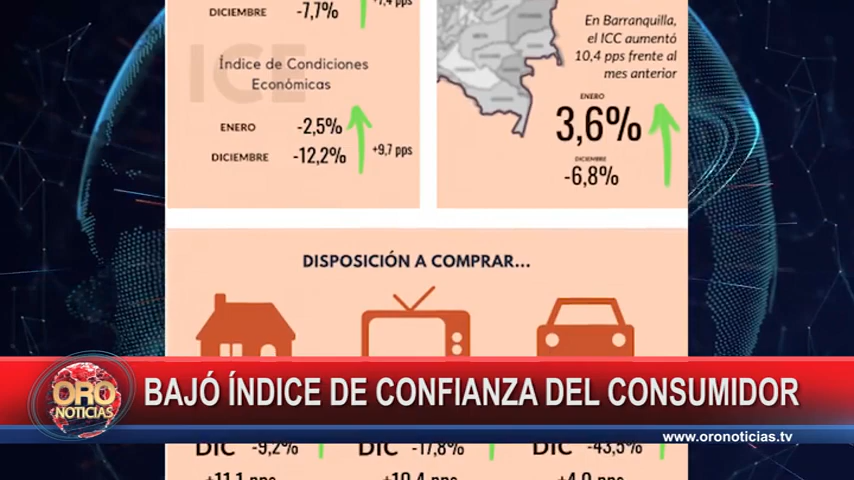 DICIEMBRE -7,7%
ICE
Índice de Condiciones
Económicas
ENERO -2,5%
DICIEMBRE -12,2% +9,7 pps
En Barranquilla,
el ICC aumentó
10,4 pps frente al
mes anterior
ENERO
3,6%
DICIEMBRE
-6,8%
DISPOSICIÓN A COMPRAR...
ORO
NOTICIAS
BAJÓ ÍNDICE DE CONFIANZA DEL CONSUMIDOR
www.oronoticias.tv
DIC -9,2% DIC -17,8% DIC -43,5%